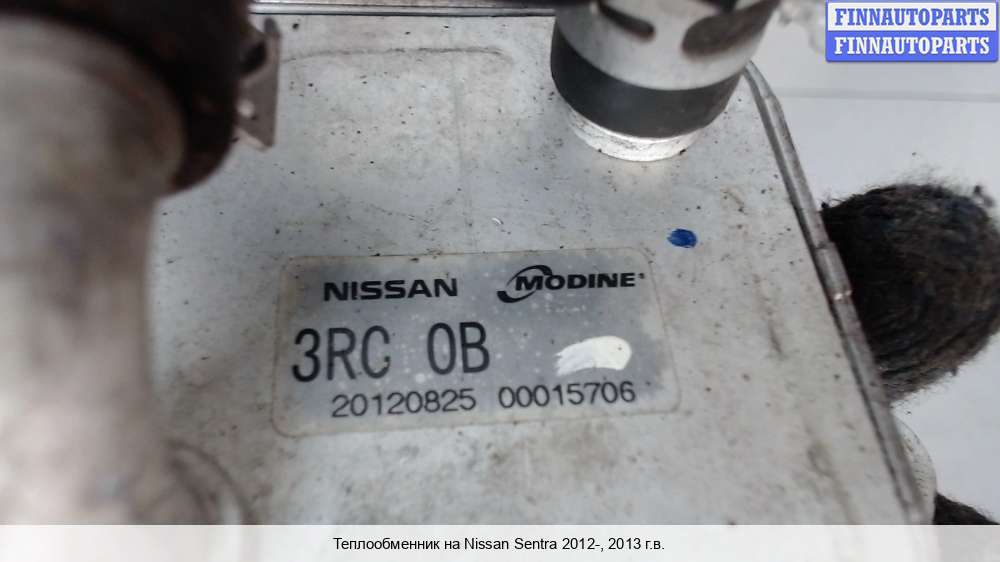 FINNAUTOPARTS
FINNAUTOPARTS
NISSAN MODINE
3RC 0B
20120825 00015706
Теплообменник на Nissan Sentra 2012-, 2013 г.в.